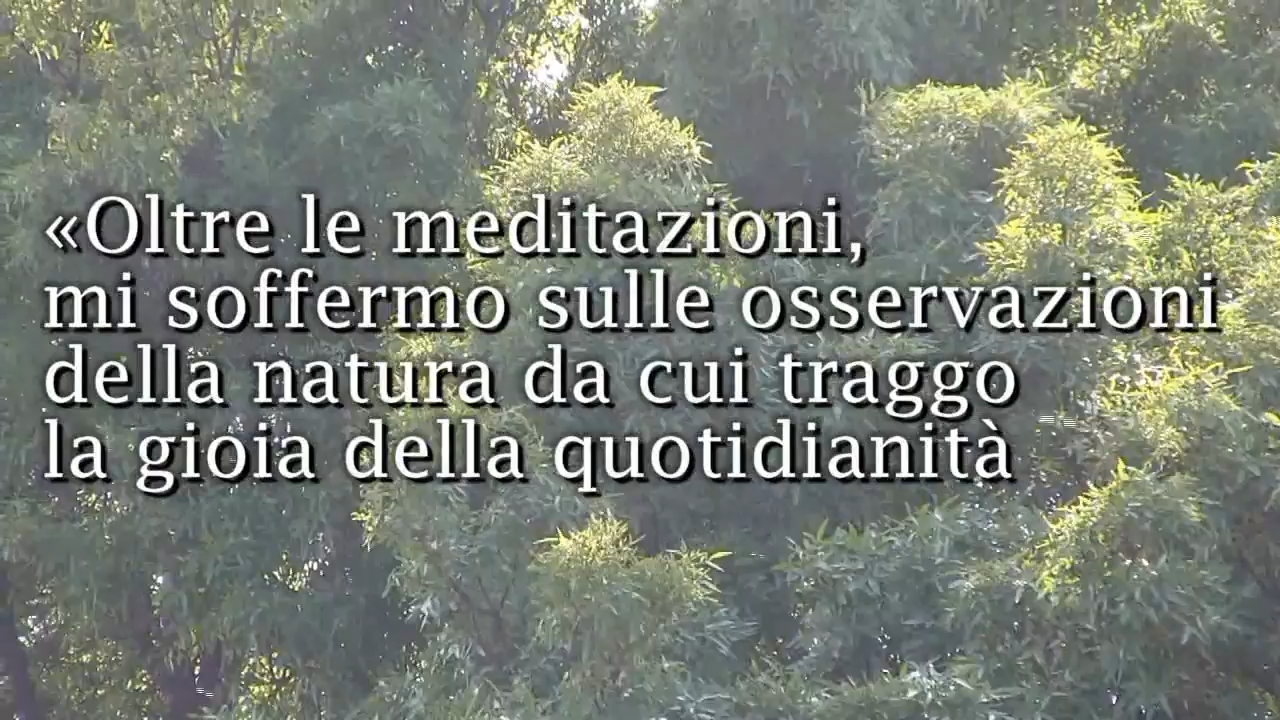 «Oltre le meditazioni,
mi soffermo sulle osservazioni
della natura da cui traggo
la gioia della quotidianità